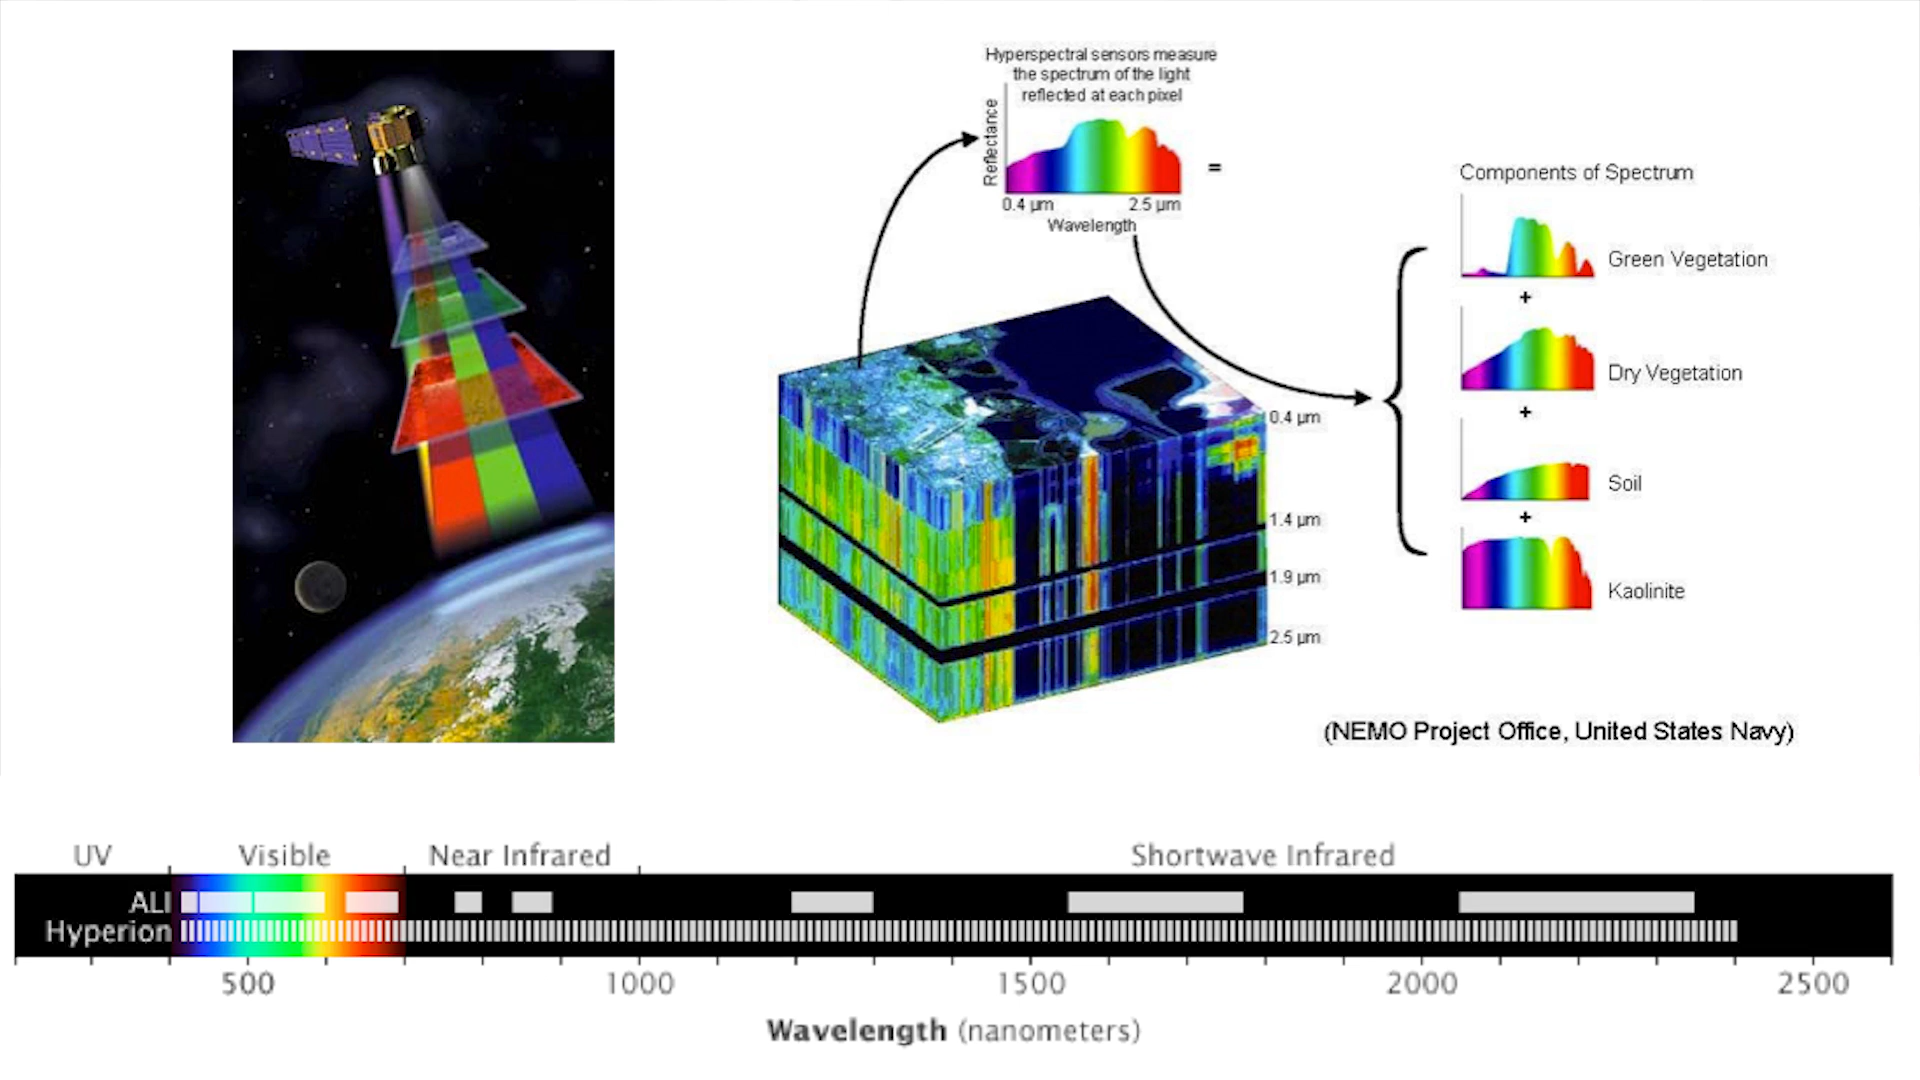 Hyperspectral sensors measure
the spectrum of the light
reflected at each pixel
Reflectance
0.4 µm 2.5 µm
Wavelength
=
Components of Spectrum
Green Vegetation
+
Dry Vegetation
+
Soil
+
Kaolinite
0.4 µm
1.4 µm
1.9 µm
2.5 µm
(NEMO Project Office, United States Navy)
UV Visible Near Infrared Shortwave Infrared
ALI
Hyperion
500 1000 1500 2000 2500
Wavelength (nanometers)